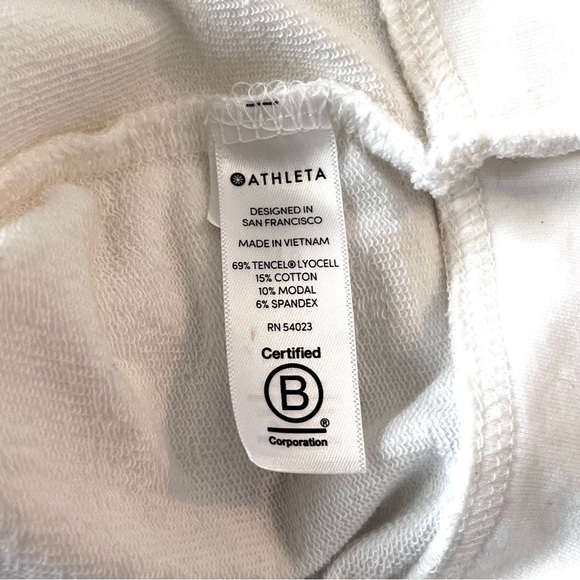 ATHLETA
DESIGNED IN
SAN FRANCISCO
MADE IN VIETNAM
69% TENCEL® LYOCELL
15% COTTON
10% MODAL
6% SPANDEX
RN 54023
Certified
B®
Corporation